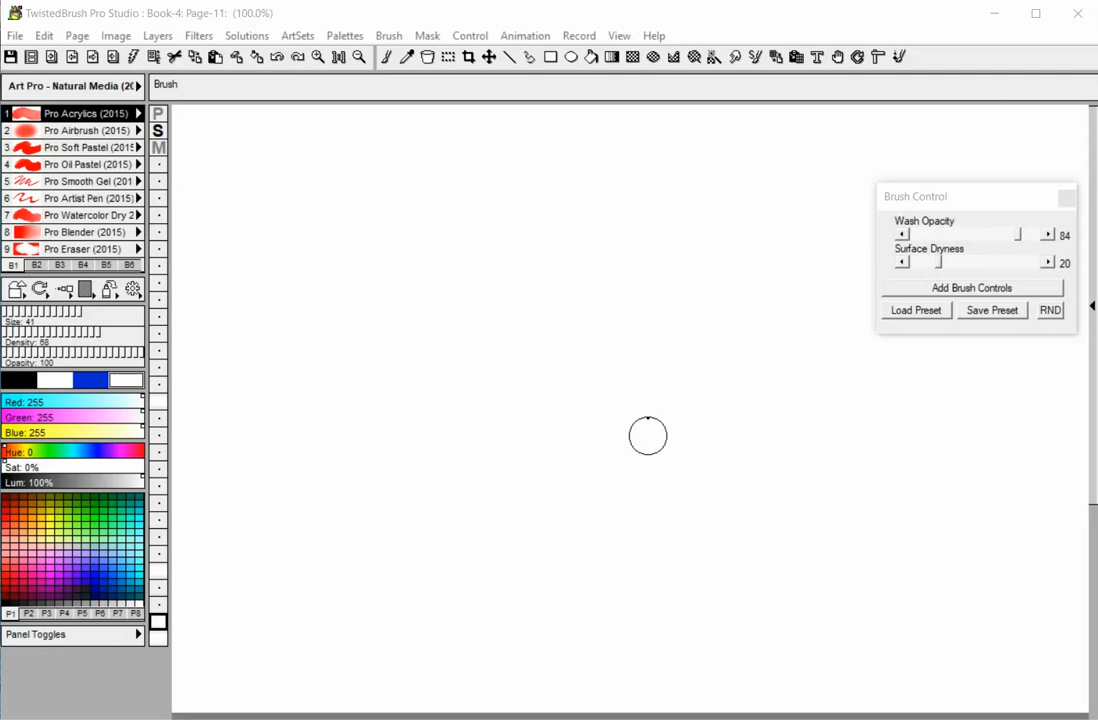 TwistedBrush Pro Studio : Book-4: Page-11: (100.0%)
File Edit Page Image Layers Filters Solutions ArtSets Palettes Brush Mask Control Animation Record View Help
Art Pro - Natural Media (20
Brush
1 Pro Acrylics (2015)
2 Pro Airbrush (2015)
3 Pro Soft Pastel (2015
4 Pro Oil Pastel (2015)
5 Pro Smooth Gel (201
6 Pro Artist Pen (2015)
7 Pro Watercolor Dry 2
8 Pro Blender (2015)
9 Pro Eraser (2015)
P
S
M
B1 B2 B3 B4 B5 B6
Size: 41
Density: 68
Opacity: 100
Red: 255
Green: 255
Yellow: 255
Hue: 0
Sat: 0%
Lum: 100%
P1 P2 P3 P4 P5 P6 P7 P8
Panel Toggles
Brush Control
Wash Opacity
84
Surface Dryness
20
Add Brush Controls
Load Preset Save Preset RND